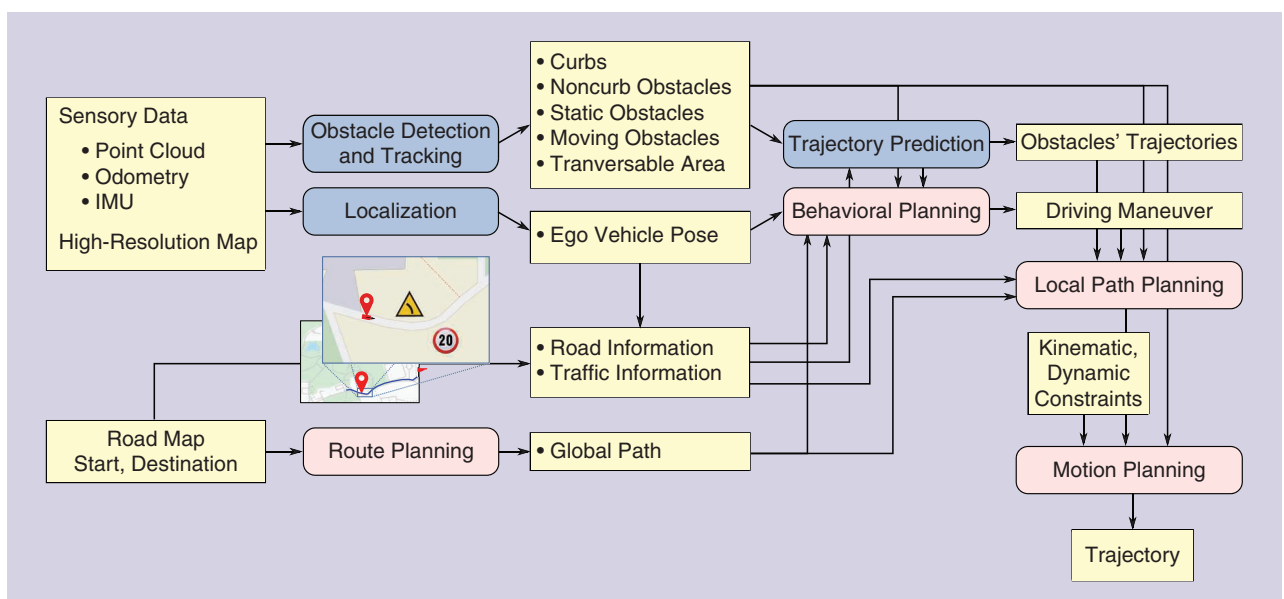 Sensory Data
• Point Cloud
• Odometry
• IMU
High-Resolution Map
Obstacle Detection
and Tracking
Localization
• Curbs
• Noncurb Obstacles
• Static Obstacles
• Moving Obstacles
• Tranversable Area
• Ego Vehicle Pose
Trajectory Prediction
Behavioral Planning
Obstacles' Trajectories
Driving Maneuver
Local Path Planning
20
• Road Information
• Traffic Information
Kinematic,
Dynamic
Constraints
Road Map
Start, Destination
Route Planning
• Global Path
Motion Planning
Trajectory